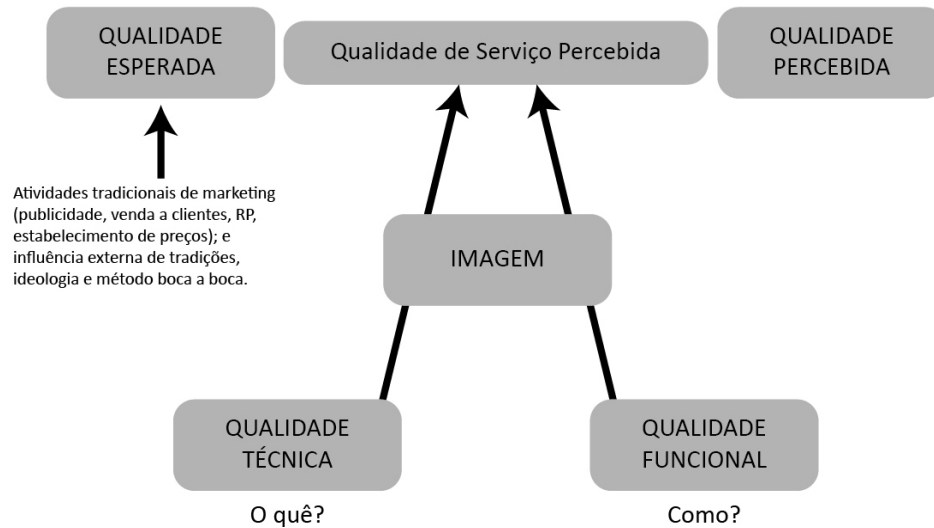 QUALIDADE
ESPERADA
Qualidade de Serviço Percebida
QUALIDADE
PERCEBIDA
Atividades tradicionais de marketing
(publicidade, venda a clientes, RP,
estabelecimento de preços); e
influência externa de tradições,
ideologia e método boca a boca.
IMAGEM
QUALIDADE
TÉCNICA
QUALIDADE
FUNCIONAL
O quê?
Como?